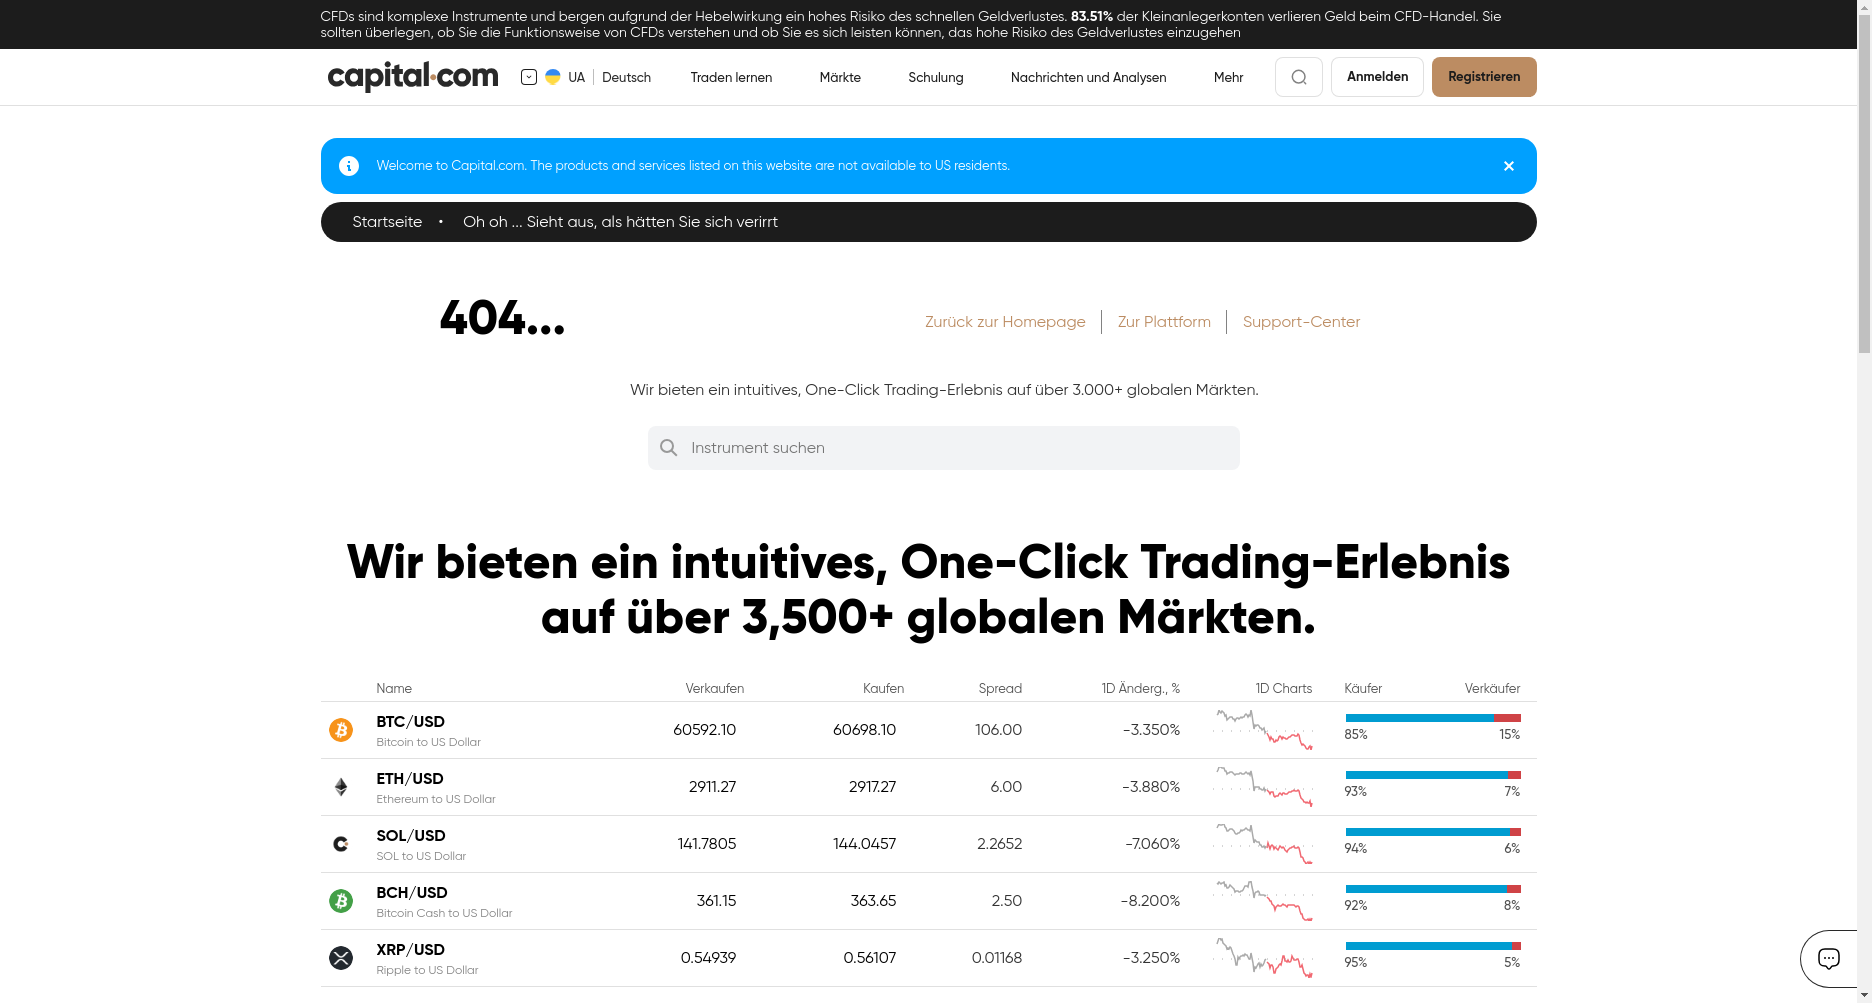 CFDs sind komplexe Instrumente und bergen aufgrund der Hebelwirkung ein hohes Risiko des schnellen Geldverlustes. 83.51% der Kleinanlegerkonten verlieren Geld beim CFD-Handel. Sie
sollten überlegen, ob Sie die Funktionsweise von CFDs verstehen und ob Sie es sich leisten können, das hohe Risiko des Geldverlustes einzugehen
capital.com UA Deutsch Traden lernen Märkte Schulung Nachrichten und Analysen Mehr Anmelden Registrieren
Welcome to Capital.com. The products and services listed on this website are not available to US residents.
Startseite • Oh oh ... Sieht aus, als hätten Sie sich verirrt
404...
Zurück zur Homepage Zur Plattform Support-Center
Wir bieten ein intuitives, One-Click Trading-Erlebnis auf über 3.000+ globalen Märkten.
Instrument suchen
Wir bieten ein intuitives, One-Click Trading-Erlebnis
auf über 3,500+ globalen Märkten.
Name Verkaufen Kaufen Spread 1D Änderg., % 1D Charts Käufer Verkäufer
BTC/USD 60592.10 60698.10 106.00 -3.350% 85% 15%
Bitcoin to US Dollar
ETH/USD 2911.27 2917.27 6.00 -3.880% 93% 7%
Ethereum to US Dollar
SOL/USD 141.7805 144.0457 2.2652 -7.060% 94% 6%
SOL to US Dollar
BCH/USD 361.15 363.65 2.50 -8.200% 92% 8%
Bitcoin Cash to US Dollar
XRP/USD 0.54939 0.56107 0.01168 -3.250% 95% 5%
Ripple to US Dollar